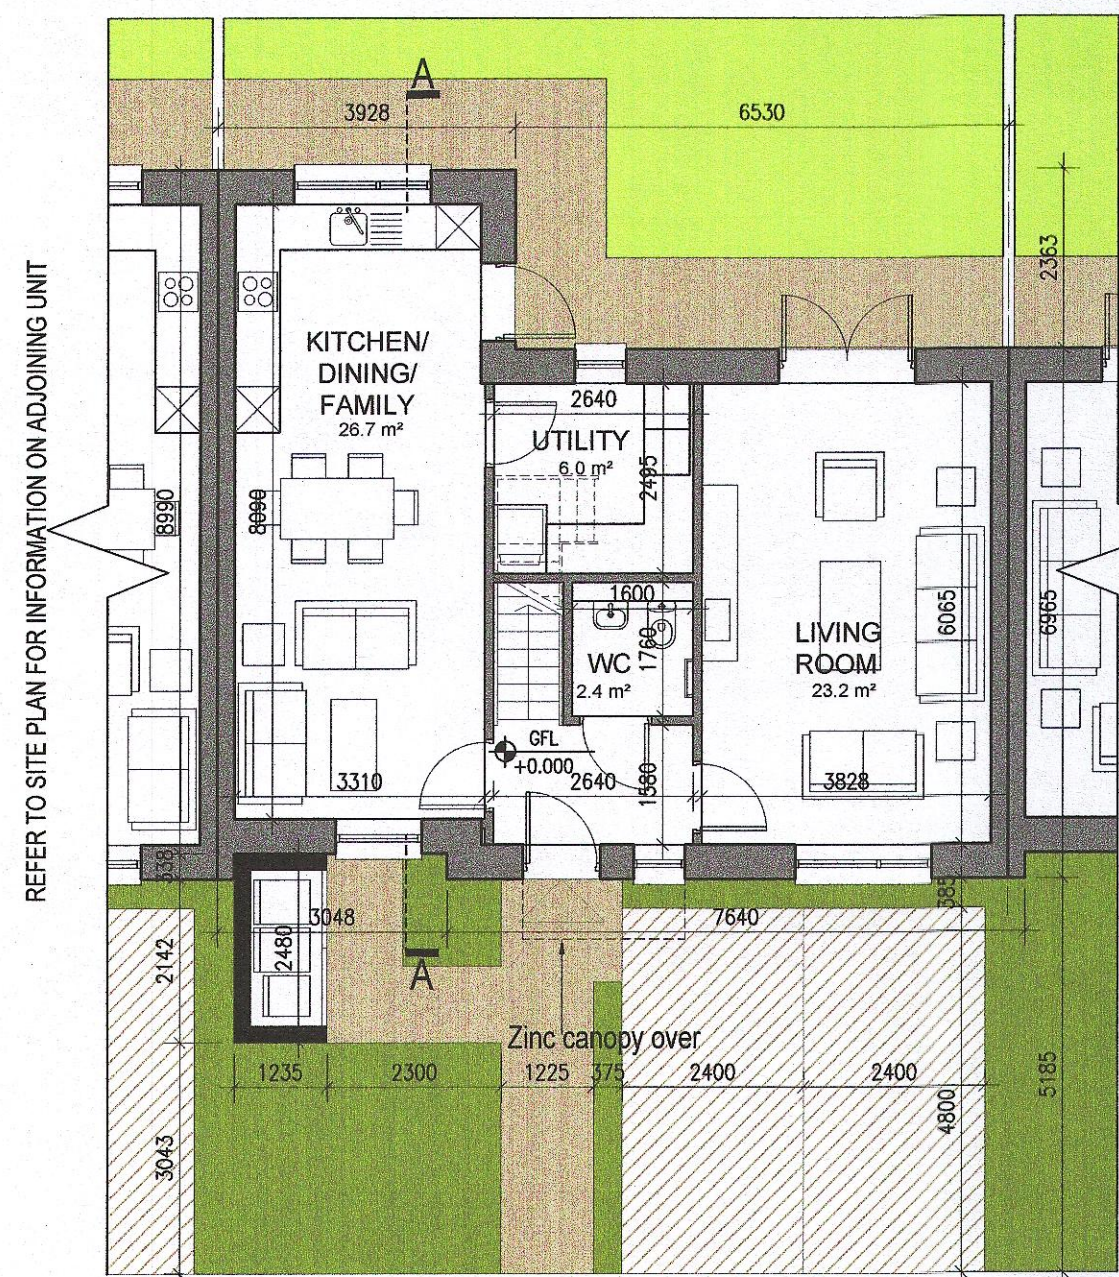 A
3928
6530
2363
REFER TO SITE PLAN FOR INFORMATION ON ADJOINING UNIT
KITCHEN/
DINING/
FAMILY
26.7 m²
2640
UTILITY
6.0 m²
2495
8990
8090
1600
1760
WC
2.4 m²
LIVING
ROOM
23.2 m²
6065
6965
GFL
+0.000
3310
2640
1580
3828
338
385
3048
7640
2142
2480
A
Zinc canopy over
1235
2300
1225
375
2400
2400
4800
5185
3043